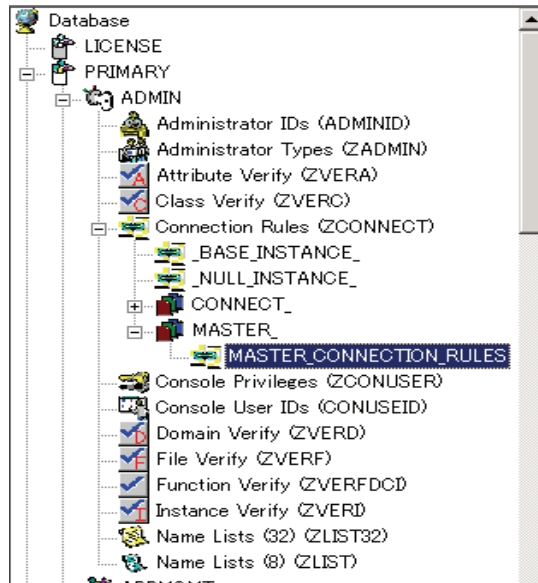 Database
LICENSE
PRIMARY
ADMIN
Administrator IDs (ADMINID)
Administrator Types (ZADMIN)
Attribute Verify (ZVERA)
Class Verify (ZVERC)
Connection Rules (ZCONNECT)
_BASE_INSTANCE_
_NULL_INSTANCE_
CONNECT_
MASTER_
MASTER_CONNECTION_RULES
Console Privileges (ZCONUSER)
Console User IDs (CONUSEID)
Domain Verify (ZVERD)
File Verify (ZVERF)
Function Verify (ZVERFDCI)
Instance Verify (ZVERI)
Name Lists (32) (ZLIST32)
Name Lists (8) (ZLIST)